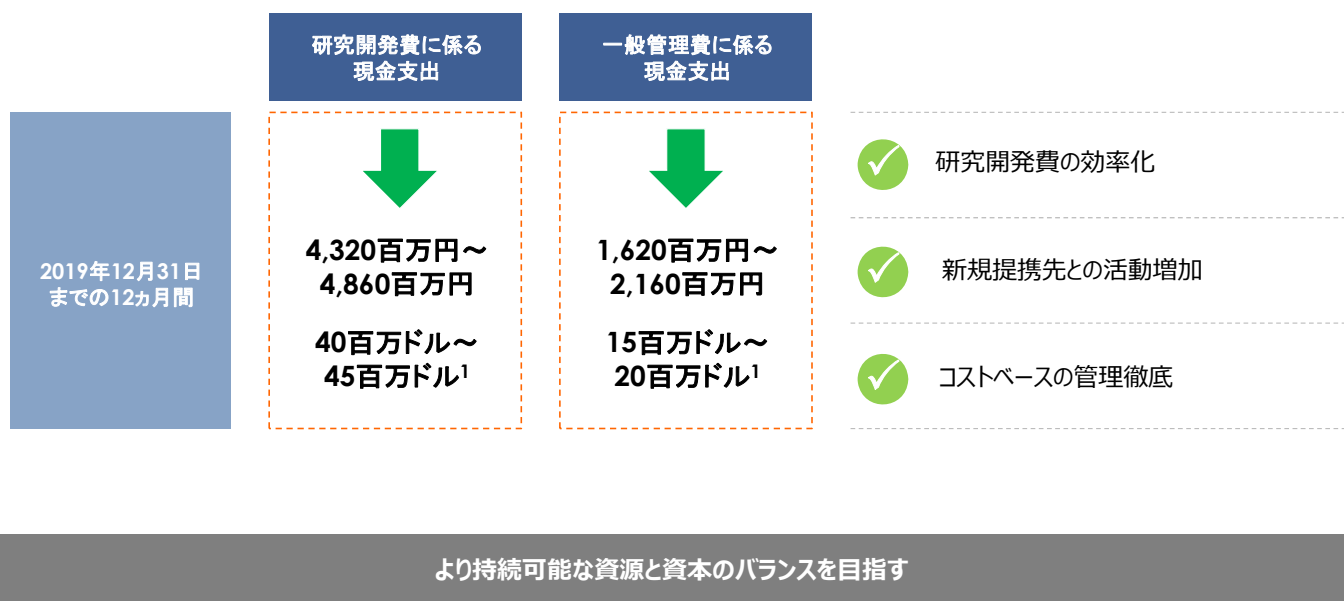 研究開発費に係る
現金支出
一般管理費に係る
現金支出
2019年12月31日
までの12ヵ月間
4,320百万円～
4,860百万円
40百万ドル～
45百万ドル¹
1,620百万円～
2,160百万円
15百万ドル～
20百万ドル¹
研究開発費の効率化
新規提携先との活動増加
コストベースの管理徹底
より持続可能な資源と資本のバランスを目指す